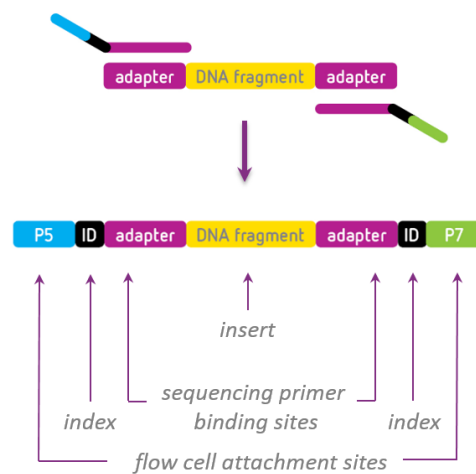 adapter DNA fragment adapter
P5 ID adapter DNA fragment adapter ID P7
insert
sequencing primer
index binding sites index
flow cell attachment sites